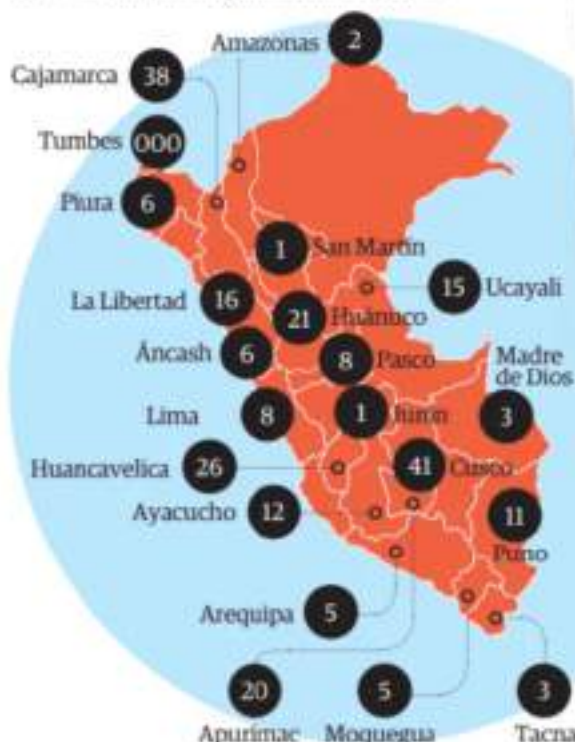 Amazonas 2
Cajamarca 38
Tumbes 000
Piura 6
1 San Martín
La Libertad 16
15 Ucayali
21 Huánuco
Áncash 6
8 Pasco
Madre
de Dios
3
Lima 8
1 Junín
Huancavelica 26
41 Cusco
Ayacucho 12
11
Puno
Arequipa 5
20
Apurímac
5
Moquegua
3
Tacna